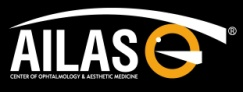 AILAS ®
CENTER OF OPHTALMOLOGY & AESTHETIC MEDICINE